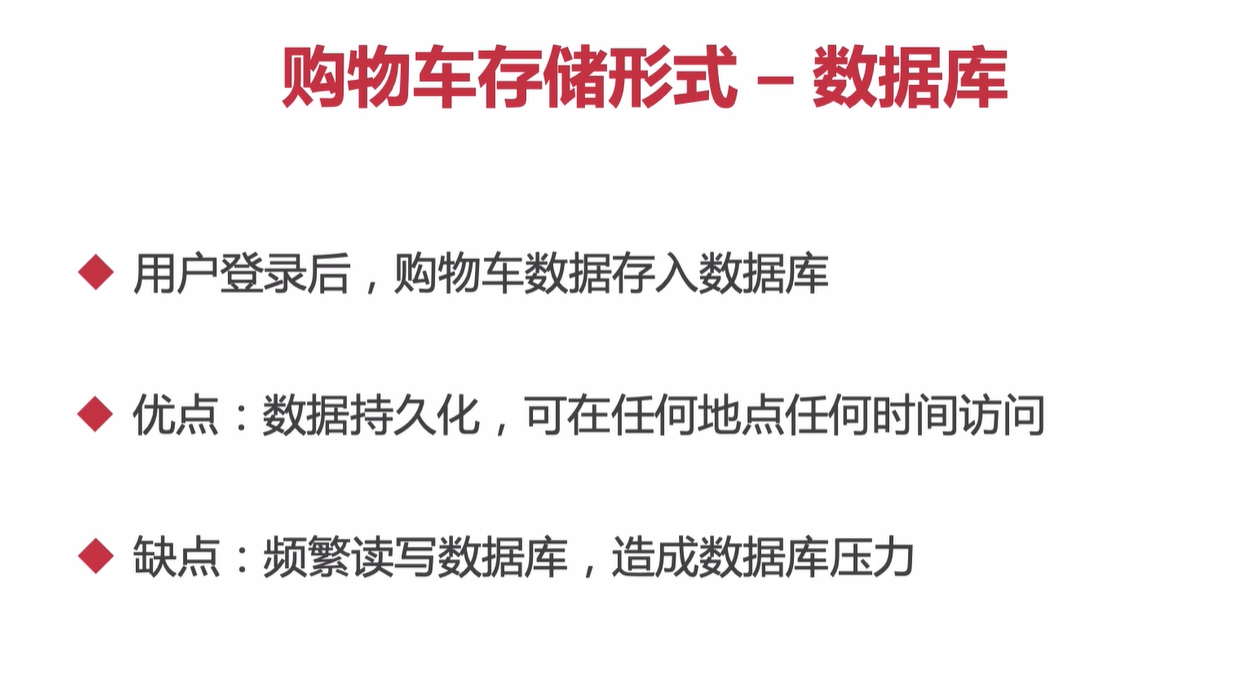 购物车存储形式 – 数据库
用户登录后，购物车数据存入数据库
优点：数据持久化，可在任何地点任何时间访问
缺点：频繁读写数据库，造成数据库压力